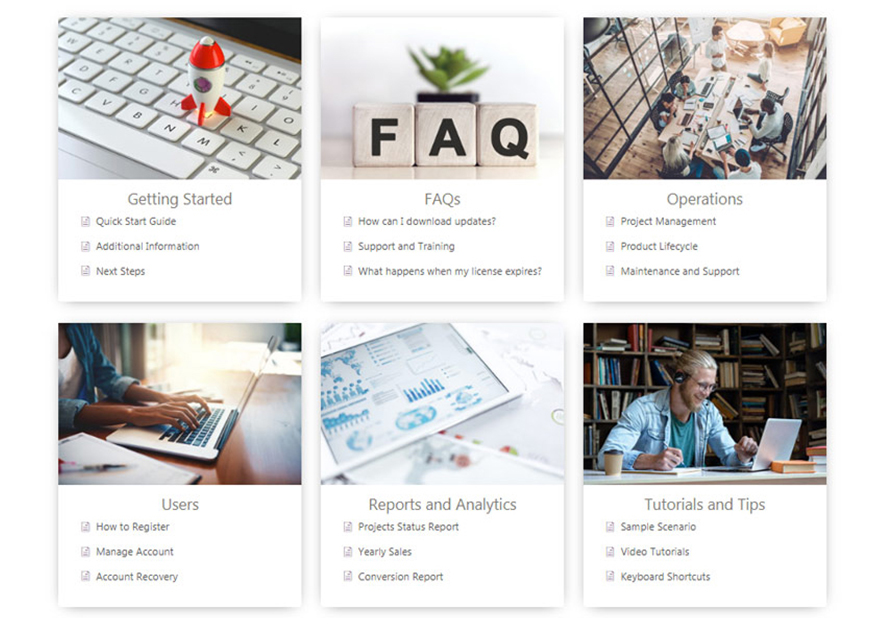 FAQ
Getting Started
Quick Start Guide
Additional Information
Next Steps
FAQs
How can I download updates?
Support and Training
What happens when my license expires?
Operations
Project Management
Product Lifecycle
Maintenance and Support
Users
How to Register
Manage Account
Account Recovery
Reports and Analytics
Projects Status Report
Yearly Sales
Conversion Report
Tutorials and Tips
Sample Scenario
Video Tutorials
Keyboard Shortcuts